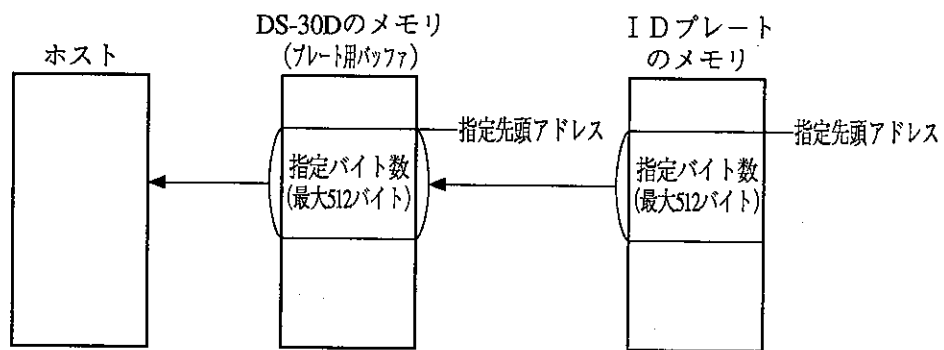 ホスト
DS-30Dのメモリ
(プレート用バッファ)
ＩＤプレート
のメモリ
指定先頭アドレス
指定バイト数
(最大512バイト)
指定先頭アドレス
指定バイト数
(最大512バイト)